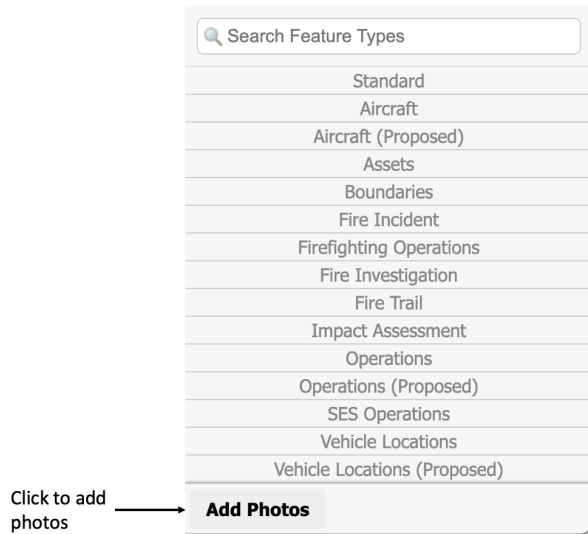 Search Feature Types
Standard
Aircraft
Aircraft (Proposed)
Assets
Boundaries
Fire Incident
Firefighting Operations
Fire Investigation
Fire Trail
Impact Assessment
Operations
Operations (Proposed)
SES Operations
Vehicle Locations
Vehicle Locations (Proposed)
Click to add
photos
Add Photos